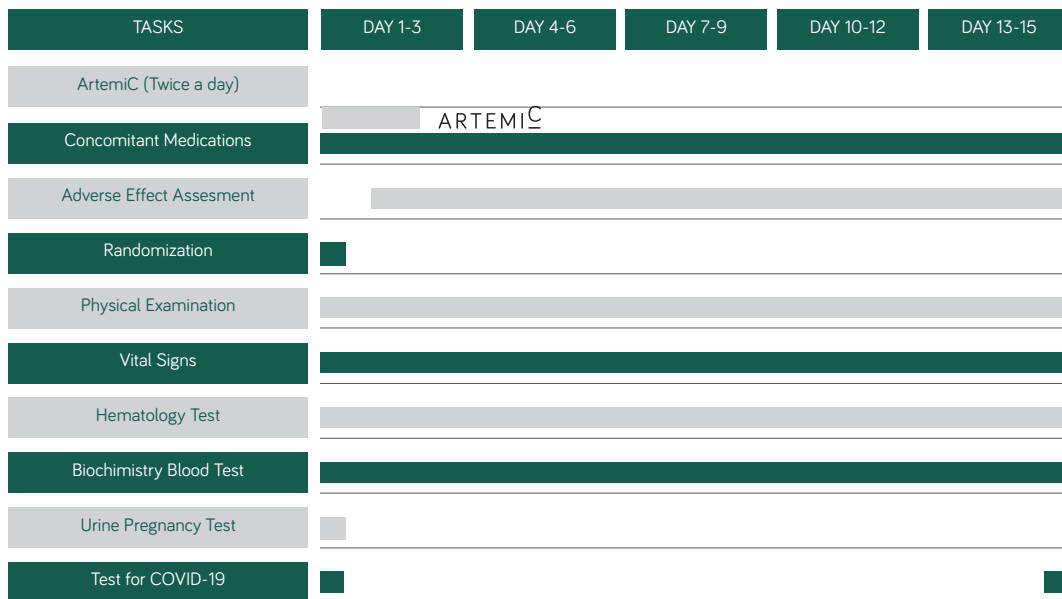 TASKS DAY 1-3 DAY 4-6 DAY 7-9 DAY 10-12 DAY 13-15
ArtemiC (Twice a day)
ARTEMIC
Concomitant Medications
Adverse Effect Assesment
Randomization
Physical Examination
Vital Signs
Hematology Test
Biochimistry Blood Test
Urine Pregnancy Test
Test for COVID-19